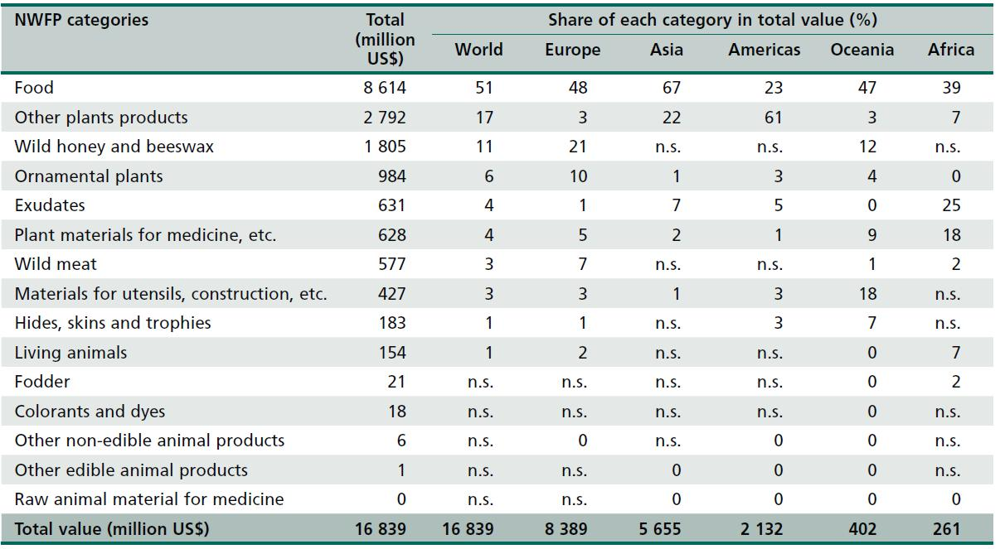 NWFP categories Total (million US$) Share of each category in total value (%)
World Europe Asia Americas Oceania Africa
Food 8 614 51 48 67 23 47 39
Other plants products 2 792 17 3 22 61 3 7
Wild honey and beeswax 1 805 11 21 n.s. n.s. 12 n.s.
Ornamental plants 984 6 10 1 3 4 0
Exudates 631 4 1 7 5 0 25
Plant materials for medicine, etc. 628 4 5 2 1 9 18
Wild meat 577 3 7 n.s. n.s. 1 2
Materials for utensils, construction, etc. 427 3 3 1 3 18 n.s.
Hides, skins and trophies 183 1 1 n.s. 3 7 n.s.
Living animals 154 1 2 n.s. n.s. 0 7
Fodder 21 n.s. n.s. n.s. n.s. 0 2
Colorants and dyes 18 n.s. n.s. n.s. n.s. 0 n.s.
Other non-edible animal products 6 n.s. 0 n.s. 0 0 n.s.
Other edible animal products 1 n.s. n.s. 0 0 0 n.s.
Raw animal material for medicine 0 n.s. n.s. 0 0 0 0
Total value (million US$) 16 839 16 839 8 389 5 655 2 132 402 261